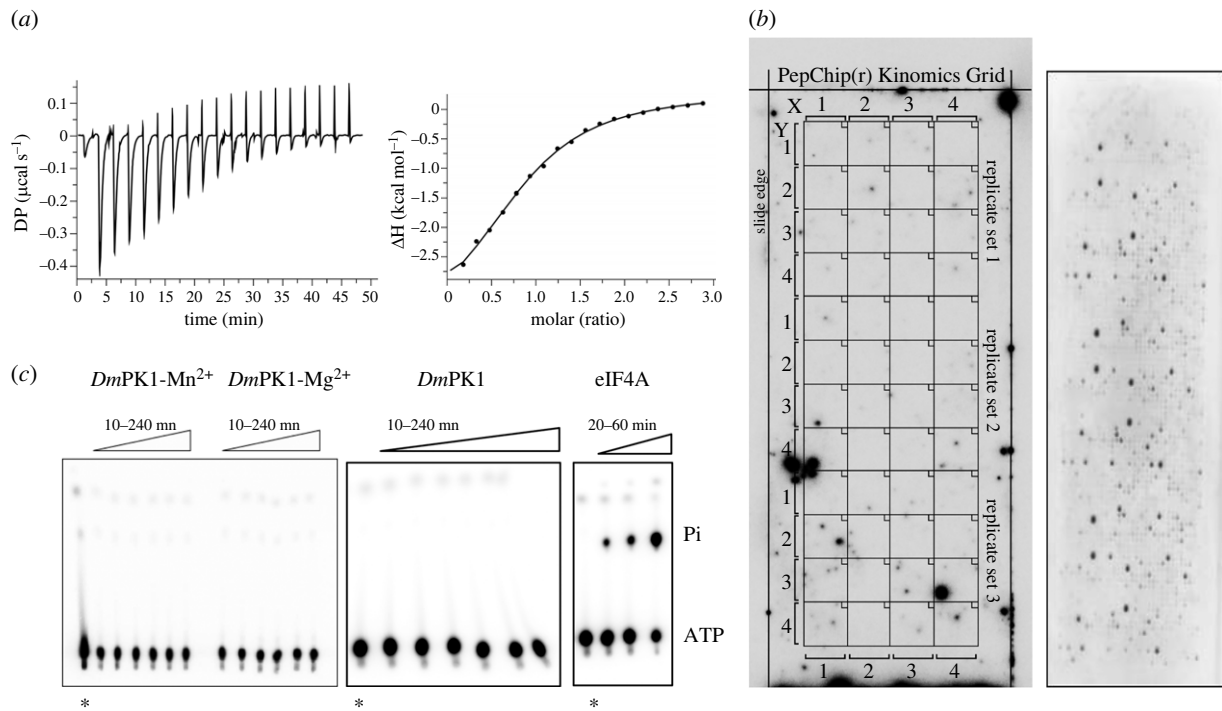 (a)
0.1
0
–0.1
–0.2
–0.3
–0.4
DP (µcal s⁻¹)
0 5 10 15 20 25 30 35 40 45 50
time (min)
0
–0.5
–1.0
–1.5
–2.0
–2.5
ΔH (kcal mol⁻¹)
0 0.5 1.0 1.5 2.0 2.5 3.0
molar (ratio)
(b)
PepChip(r) Kinomics Grid
X 1 2 3 4
Y
1
2
3
4
1
2
3
4
1
2
3
4
slide edge
replicate set 1
replicate set 2
replicate set 3
1 2 3 4
(c)
DmPK1-Mn²⁺ DmPK1-Mg²⁺ DmPK1 eIF4A
10–240 mn 10–240 mn 10–240 mn 20–60 min
Pi
ATP
* * *